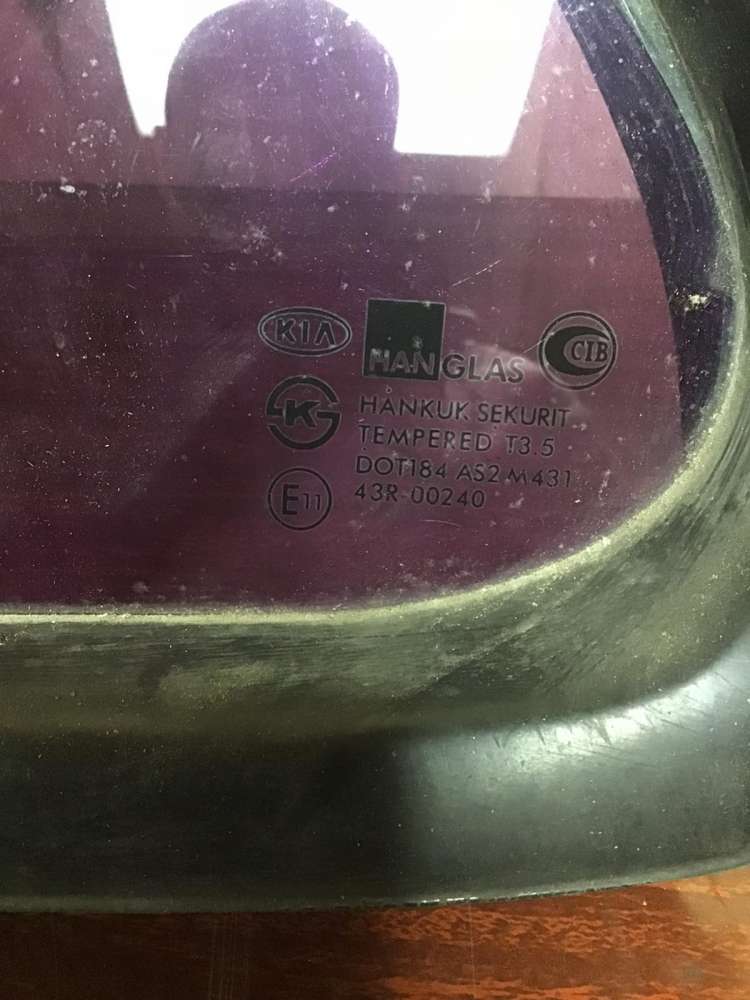 KIA
HANGLAS
CIB
K
HANKUK SEKURIT
TEMPERED T3.5
DOT184 AS2 M431
E11
43R-00240